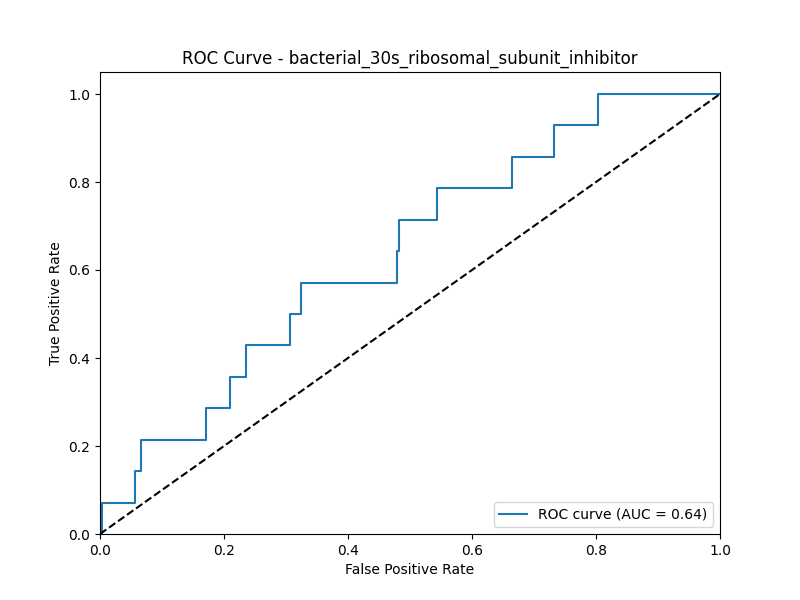 ROC Curve - bacterial_30s_ribosomal_subunit_inhibitor
True Positive Rate
1.0
0.8
0.6
0.4
0.2
0.0
ROC curve (AUC = 0.64)
0.0 0.2 0.4 0.6 0.8 1.0
False Positive Rate